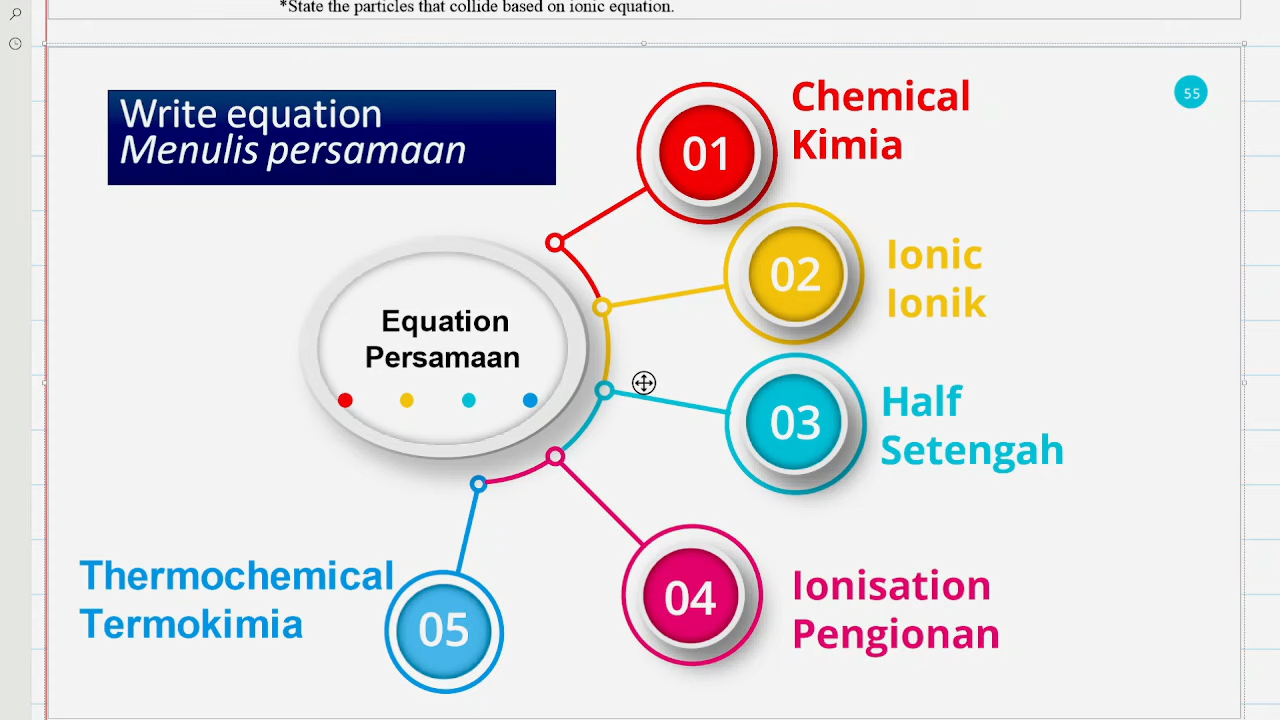 *State the particles that collide based on ionic equation.
Write equation
Menulis persamaan
55
01
Chemical
Kimia
02
Ionic
Ionik
Equation
Persamaan
03
Half
Setengah
04
Ionisation
Pengionan
05
Thermochemical
Termokimia